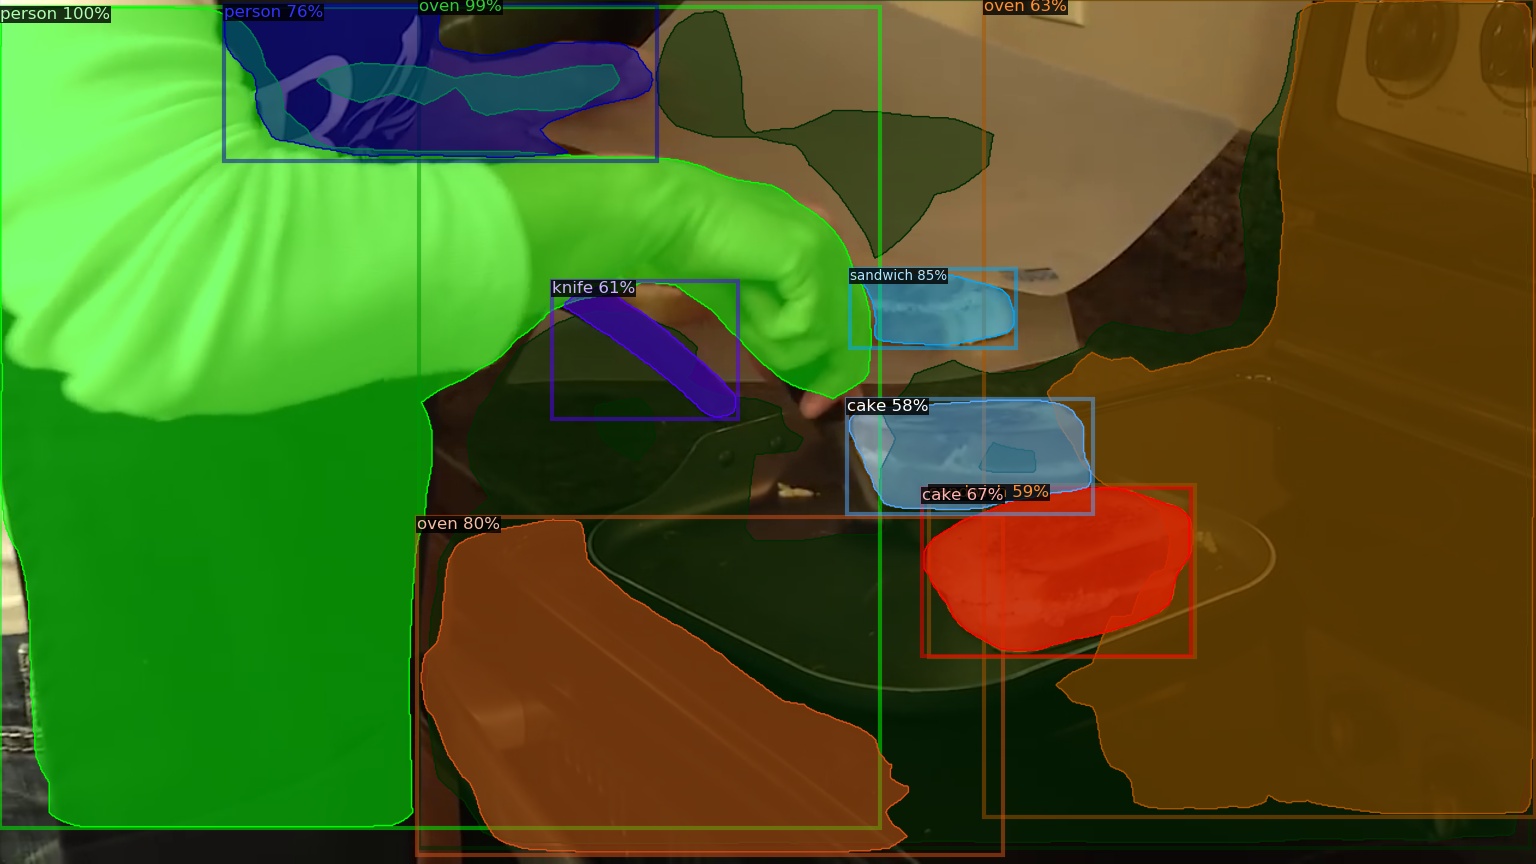 person 100%
person 76%
oven 99%
oven 63%
sandwich 85%
knife 61%
cake 58%
cake 67%
59%
oven 80%